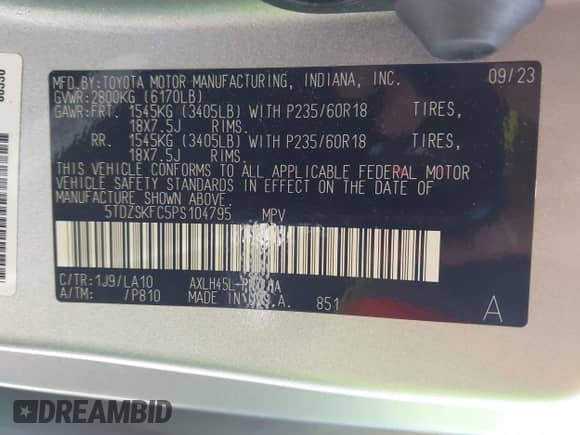 MFD.BY:TOYOTA MOTOR MANUFACTURING, INDIANA, INC. 09/23
GVWR:2800KG (6170LB)
GAWR:FRT. 1545KG (3405LB) WITH P235/60R18 TIRES,
18X7.5J RIMS.
RR. 1545KG (3405LB) WITH P235/60R18 TIRES,
18X7.5J RIMS.
THIS VEHICLE CONFORMS TO ALL APPLICABLE FEDERAL MOTOR
VEHICLE SAFETY STANDARDS IN EFFECT ON THE DATE OF
MANUFACTURE SHOWN ABOVE.
5TDZSKFC5PS104795 MPV
C/TR:1J9/LA10
A/TM: /P810 MADE IN U.S.A. 851
A
DREAMBID